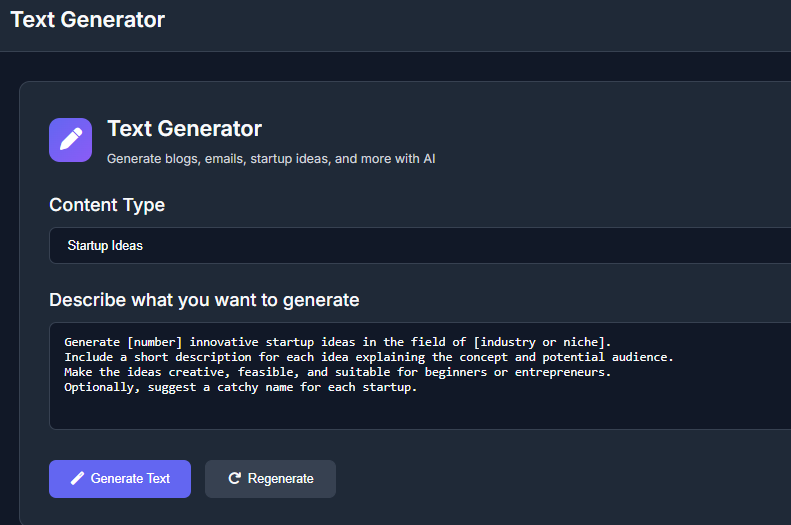 Text Generator
Text Generator
Generate blogs, emails, startup ideas, and more with AI
Content Type
Startup Ideas
Describe what you want to generate
Generate [number] innovative startup ideas in the field of [industry or niche].
Include a short description for each idea explaining the concept and potential audience.
Make the ideas creative, feasible, and suitable for beginners or entrepreneurs.
Optionally, suggest a catchy name for each startup.
Generate Text
Regenerate